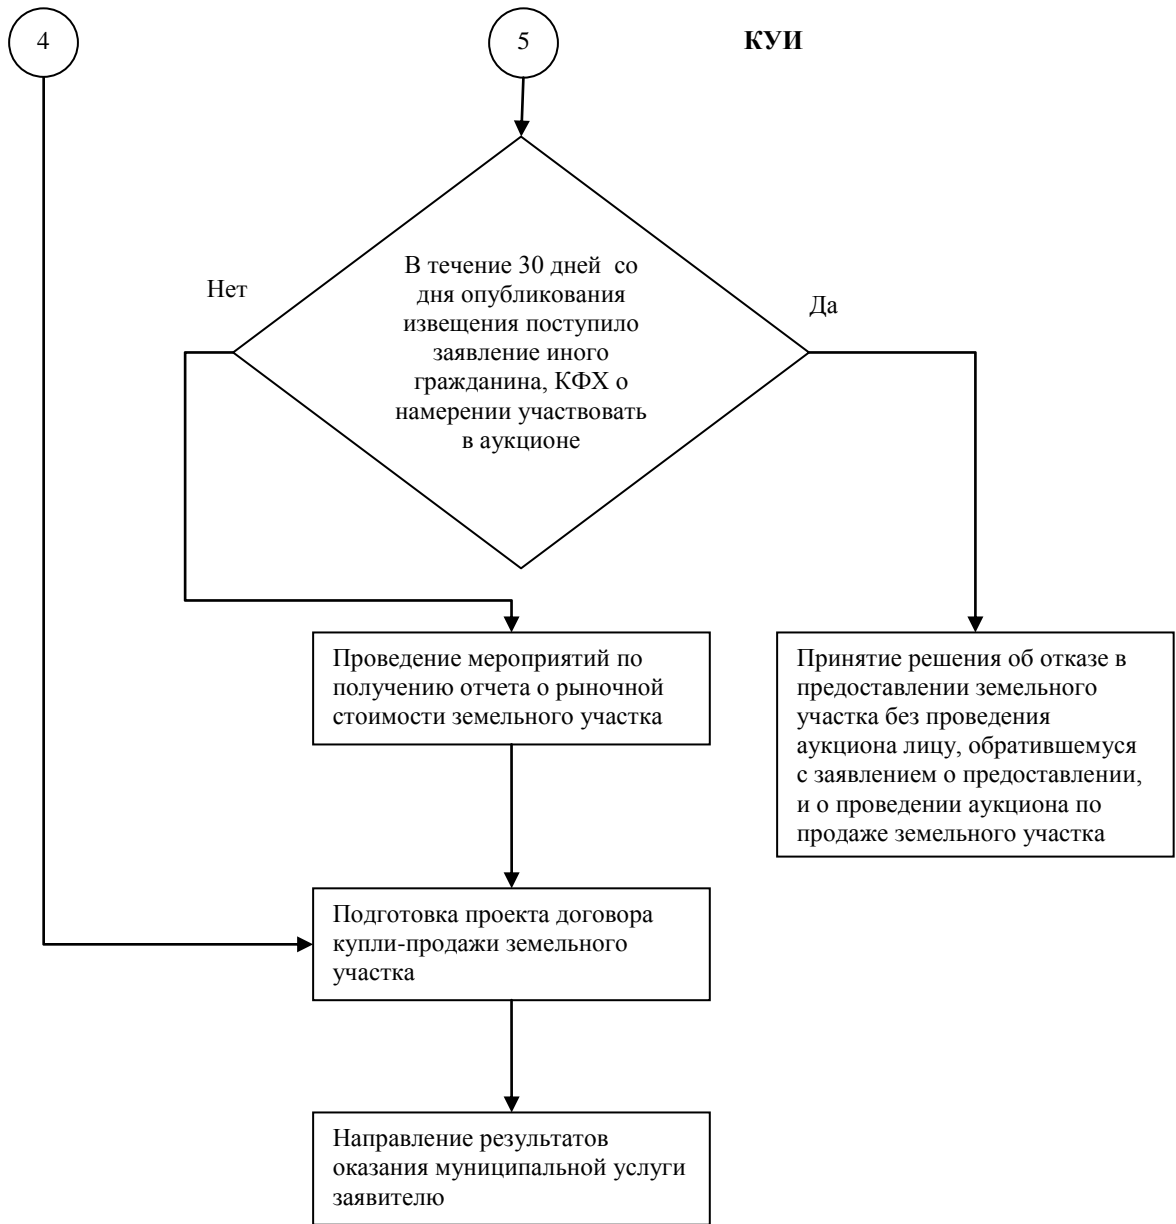 4
5
КУИ
Нет
В течение 30 дней со
дня опубликования
извещения поступило
заявление иного
гражданина, КФХ о
намерении участвовать
в аукционе
Да
Проведение мероприятий по
получению отчета о рыночной
стоимости земельного участка
Принятие решения об отказе в
предоставлении земельного
участка без проведения
аукциона лицу, обратившемуся
с заявлением о предоставлении,
и о проведении аукциона по
продаже земельного участка
Подготовка проекта договора
купли-продажи земельного
участка
Направление результатов
оказания муниципальной услуги
заявителю